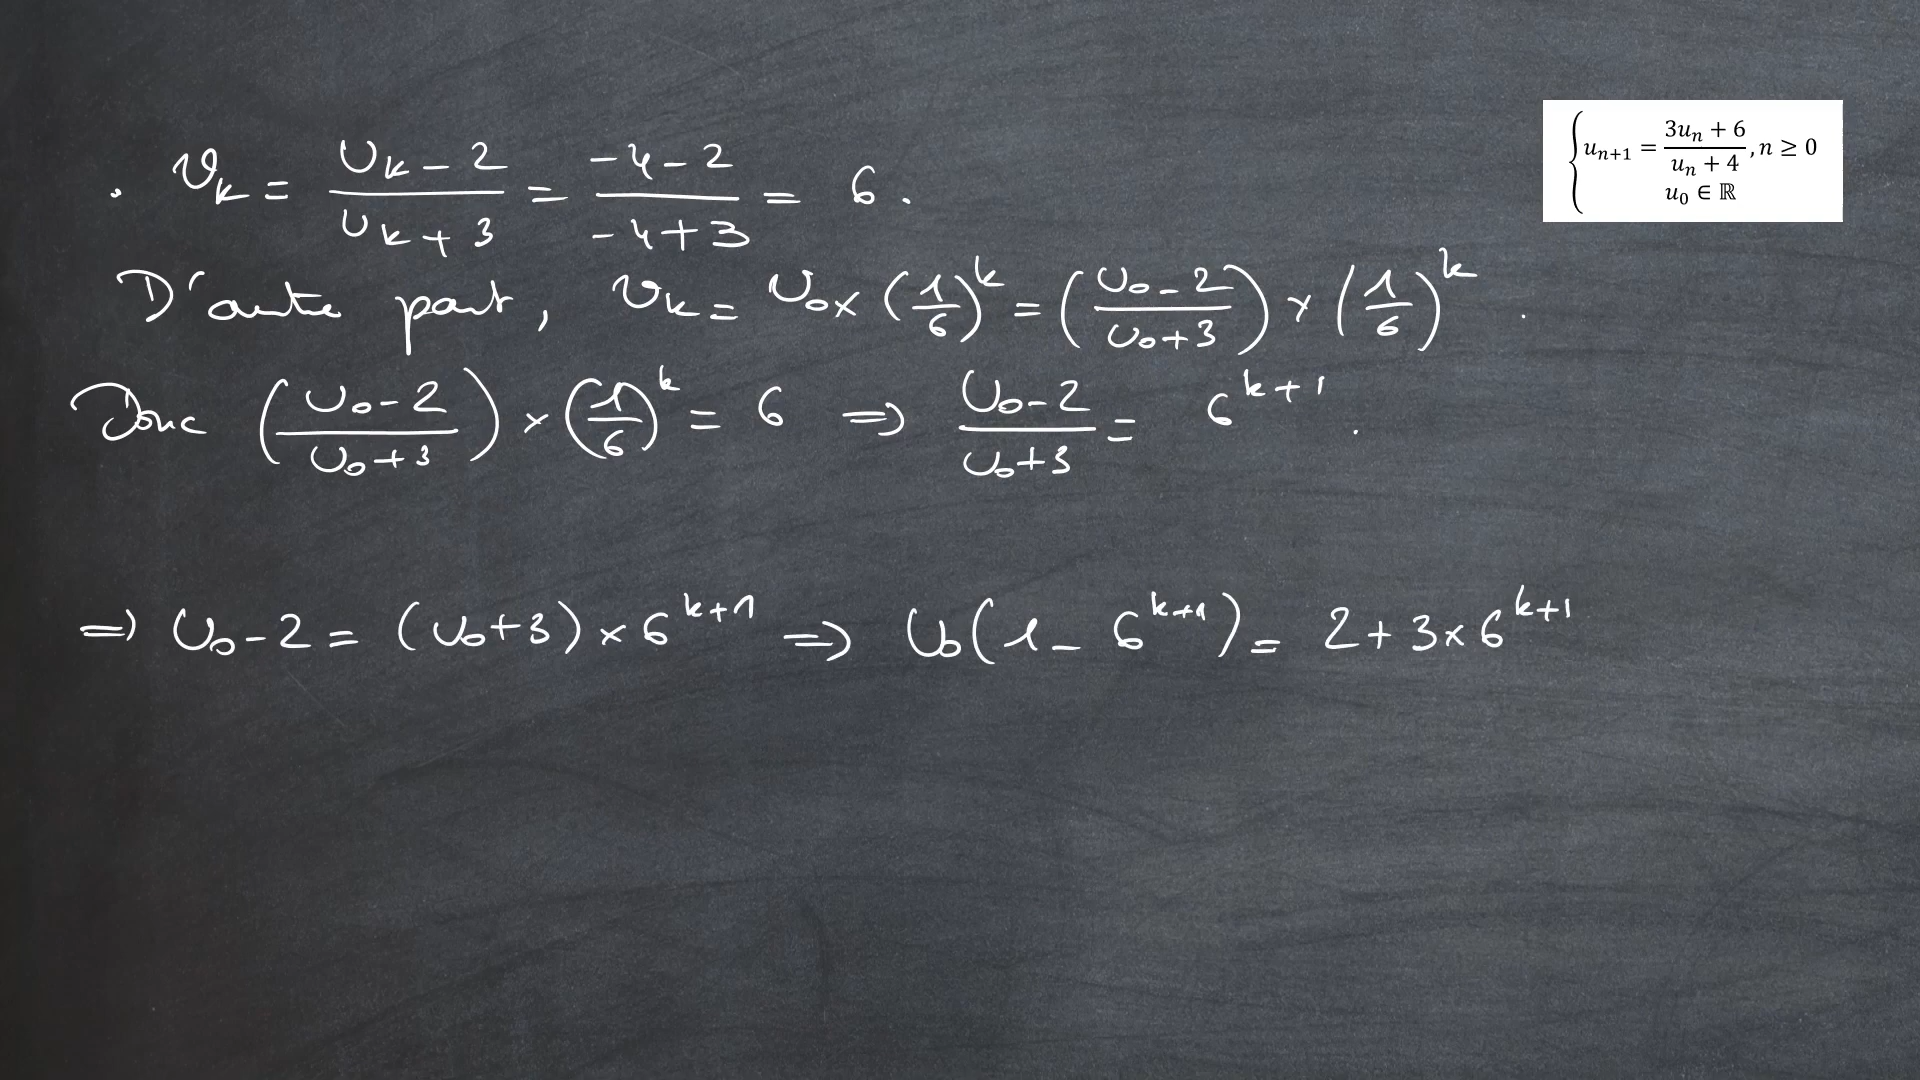 . v_k = (U_k - 2)/(U_k + 3) = (-4-2)/(-4+3) = 6.
u_{n+1} = (3u_n + 6)/(u_n + 4), n ≥ 0
u_0 ∈ ℝ
D'autre part, v_k = v_0 × (1/6)^k = ((U_0 - 2)/(U_0 + 3)) × (1/6)^k.
Donc ((U_0 - 2)/(U_0 + 3)) × (1/6)^k = 6 => (U_0 - 2)/(U_0 + 3) = 6^{k+1}.
=> U_0 - 2 = (U_0 + 3) × 6^{k+1} => U_0(1 - 6^{k+1}) = 2 + 3 × 6^{k+1}